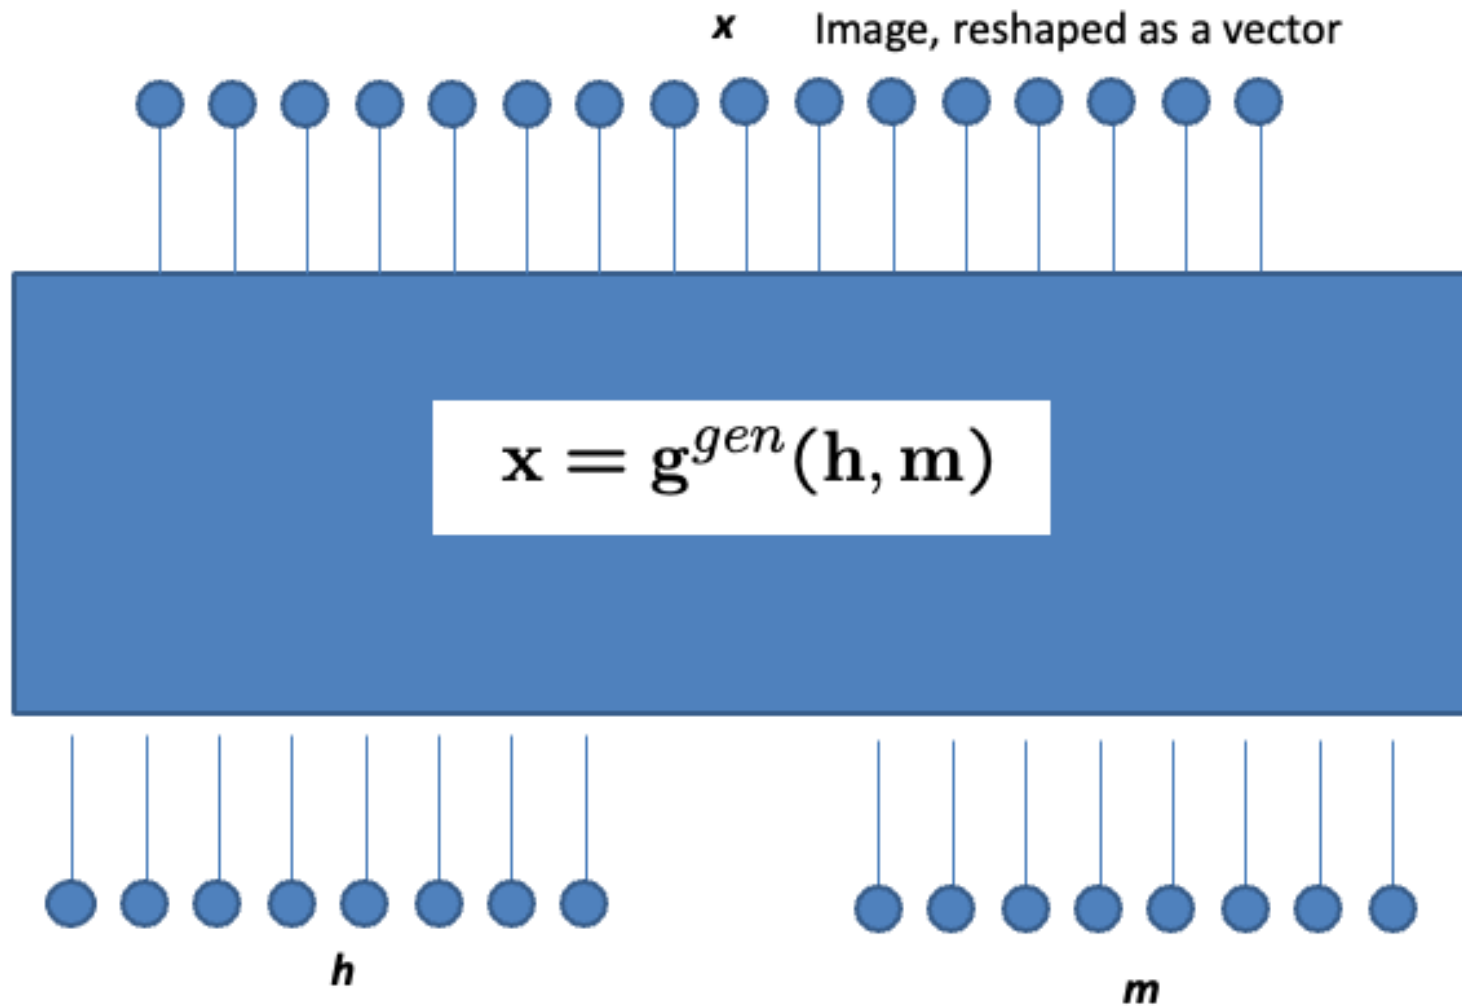 x Image, reshaped as a vector
x = g^{gen}(h, m)
h
m